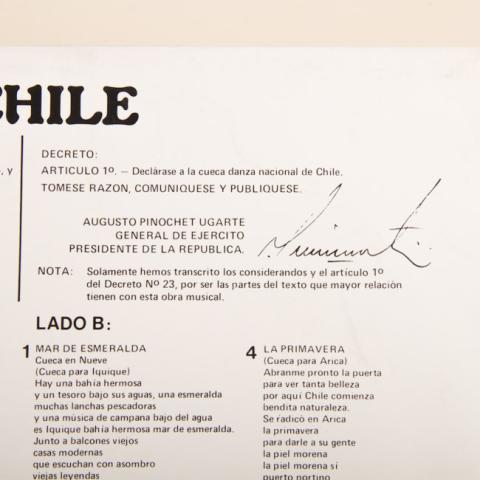 CHILE
, y
DECRETO:
ARTICULO 1º. — Declárase a la cueca danza nacional de Chile.
TOMESE RAZON, COMUNIQUESE Y PUBLIQUESE.
AUGUSTO PINOCHET UGARTE
GENERAL DE EJERCITO
PRESIDENTE DE LA REPUBLICA.
NOTA: Solamente hemos transcrito los considerandos y el artículo 1º
del Decreto Nº 23, por ser las partes del texto que mayor relación
tienen con esta obra musical.
LADO B:
1 MAR DE ESMERALDA
Cueca en Nueve
(Cueca para Iquique)
Hay una bahía hermosa
y un tesoro bajo sus aguas, una esmeralda
muchas lanchas pescadoras
y una música de campana bajo del agua
es Iquique bahía hermosa mar de esmeralda.
Junto a balcones viejos
casas modernas
que escuchan con asombro
viejas leyendas
4 LA PRIMAVERA
(Cueca para Arica)
Abranme pronto la puerta
para ver tanta belleza
por aquí Chile comienza
bendita naturaleza.
Se radicó en Arica
la primavera
para darle a su gente
la piel morena
la piel morena sí
puerto nortino